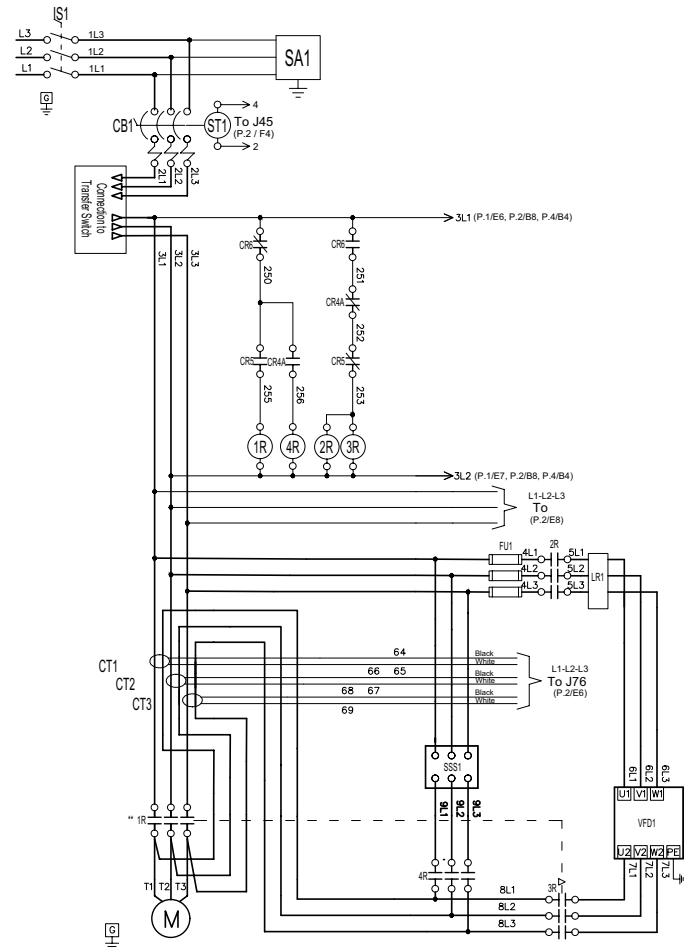 IS1
L3 1L3
L2 1L2
L1 1L1
SA1
G
CB1
ST1
4
To J45
(P.2 / F4)
2
2L1 2L2 2L3
Connection to
Transfer Switch
3L1 (P.1/E6, P.2/B8, P.4/B4)
3L1 3L2 3L3
CR6 CR6
250 251
CR4A
252
CR5 CR4A CR5
255 256 253
1R 4R 2R 3R
3L2 (P.1/E7, P.2/B8, P.4/B4)
L1-L2-L3
To
(P.2/E8)
FU1 4L1 2R 5L1
4L2 5L2
4L3 5L3
LR1
CT1
CT2
CT3
64 Black
White
66 65 Black
White
68 67 Black
69 White
L1-L2-L3
To J76
(P.2/E6)
SSS1
9L1 9L2 9L3
6L1 6L2 6L3
U1 V1 W1
VFD1
U2 V2 W2 PE
7L1 7L2 7L3
** 1R
4R
T1 T2 T3
M
8L1 3R
8L2
8L3
G